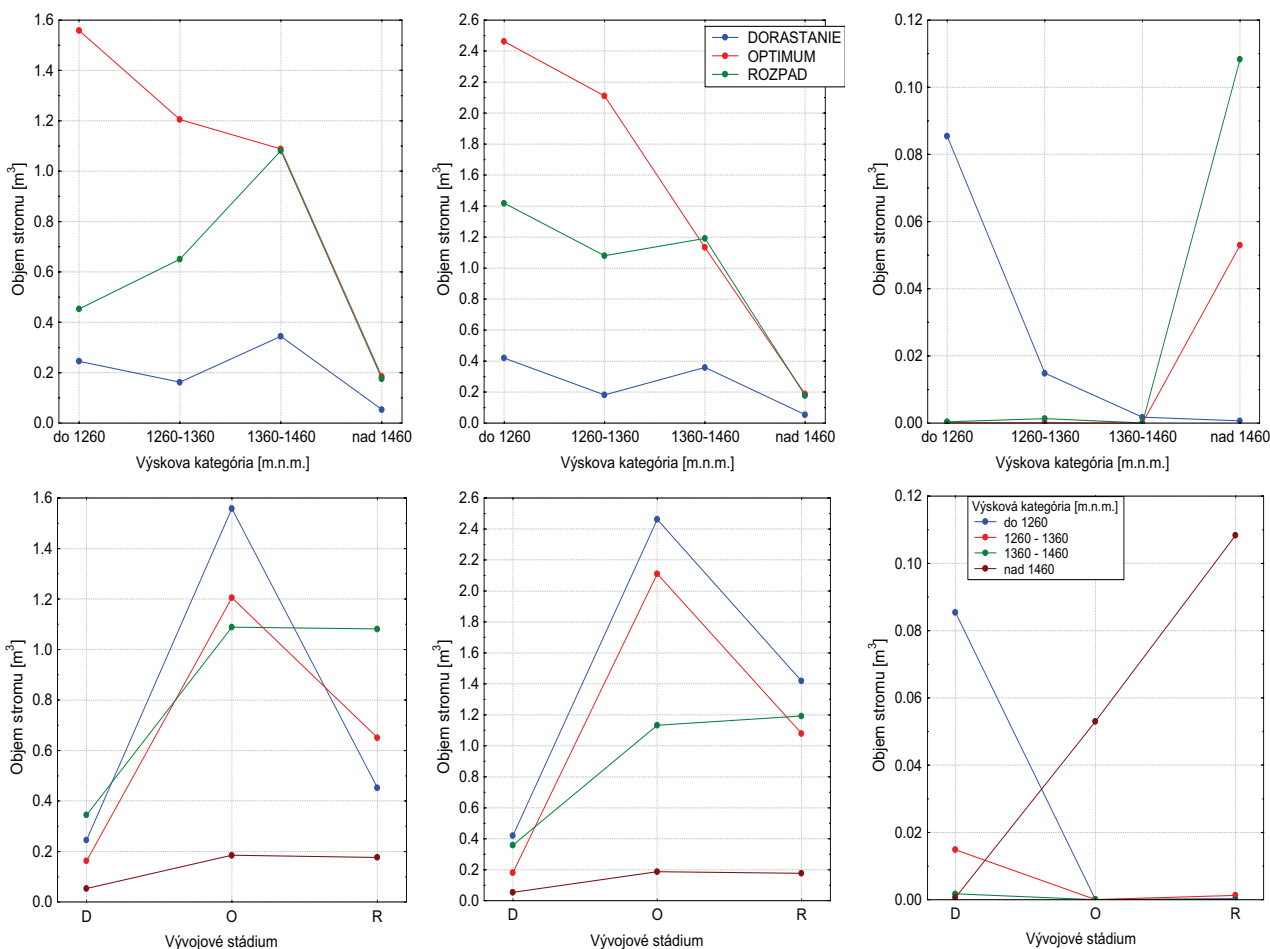 Objem stromu [m³]
1.6
1.4
1.2
1.0
0.8
0.6
0.4
0.2
0.0
do 1260 1260-1360 1360-1460 nad 1460
Výskova kategória [m.n.m.]
Objem stromu [m³]
2.6
2.4
2.2
2.0
1.8
1.6
1.4
1.2
1.0
0.8
0.6
0.4
0.2
0.0
DORASTANIE
OPTIMUM
ROZPAD
do 1260 1260-1360 1360-1460 nad 1460
Výskova kategória [m.n.m.]
Objem stromu [m³]
0.12
0.10
0.08
0.06
0.04
0.02
0.00
do 1260 1260-1360 1360-1460 nad 1460
Výskova kategória [m.n.m.]
Objem stromu [m³]
1.6
1.4
1.2
1.0
0.8
0.6
0.4
0.2
0.0
D O R
Vývojové stádium
Objem stromu [m³]
2.6
2.4
2.2
2.0
1.8
1.6
1.4
1.2
1.0
0.8
0.6
0.4
0.2
0.0
D O R
Vývojové stádium
Objem stromu [m³]
0.12
0.10
0.08
0.06
0.04
0.02
0.00
Výsková kategória [m.n.m.]
do 1260
1260 - 1360
1360 - 1460
nad 1460
D O R
Vývojové stádium